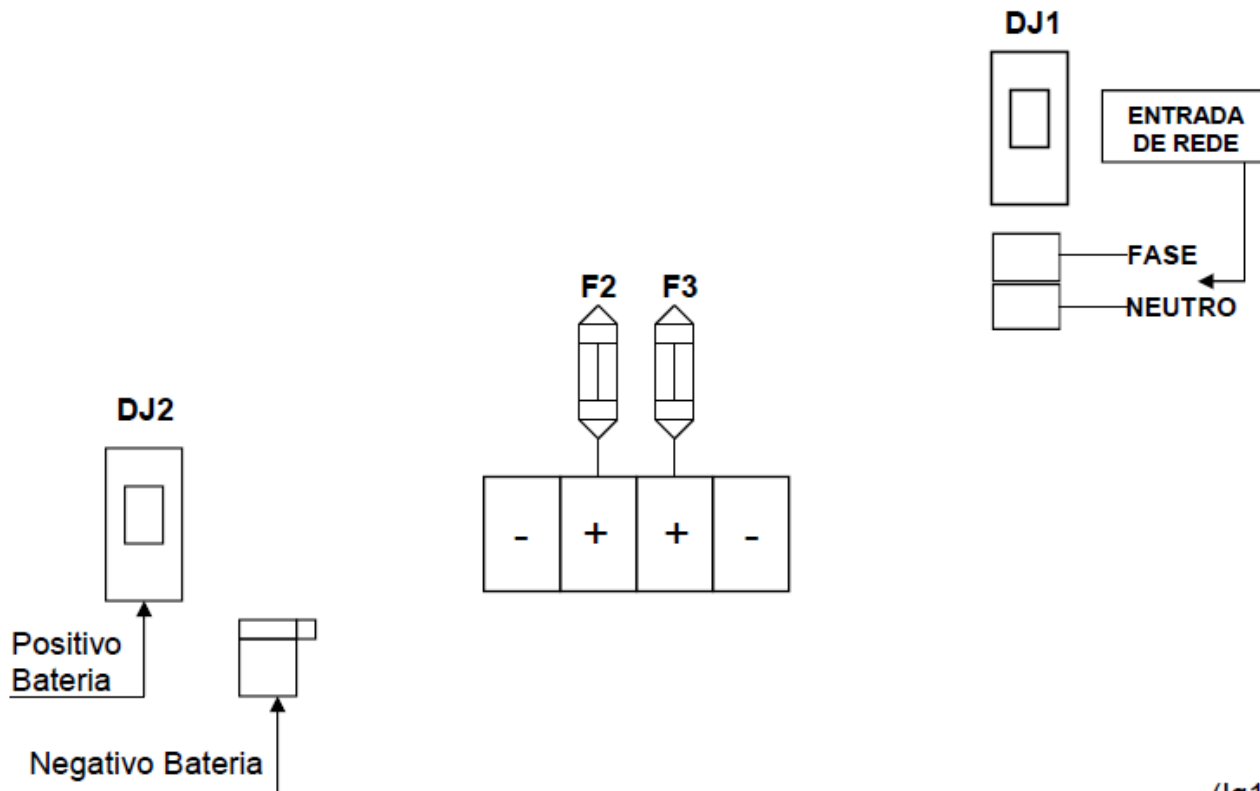 DJ1
ENTRADA
DE REDE
FASE
NEUTRO
F2 F3
DJ2
- + + -
Positivo
Bateria
Negativo Bateria